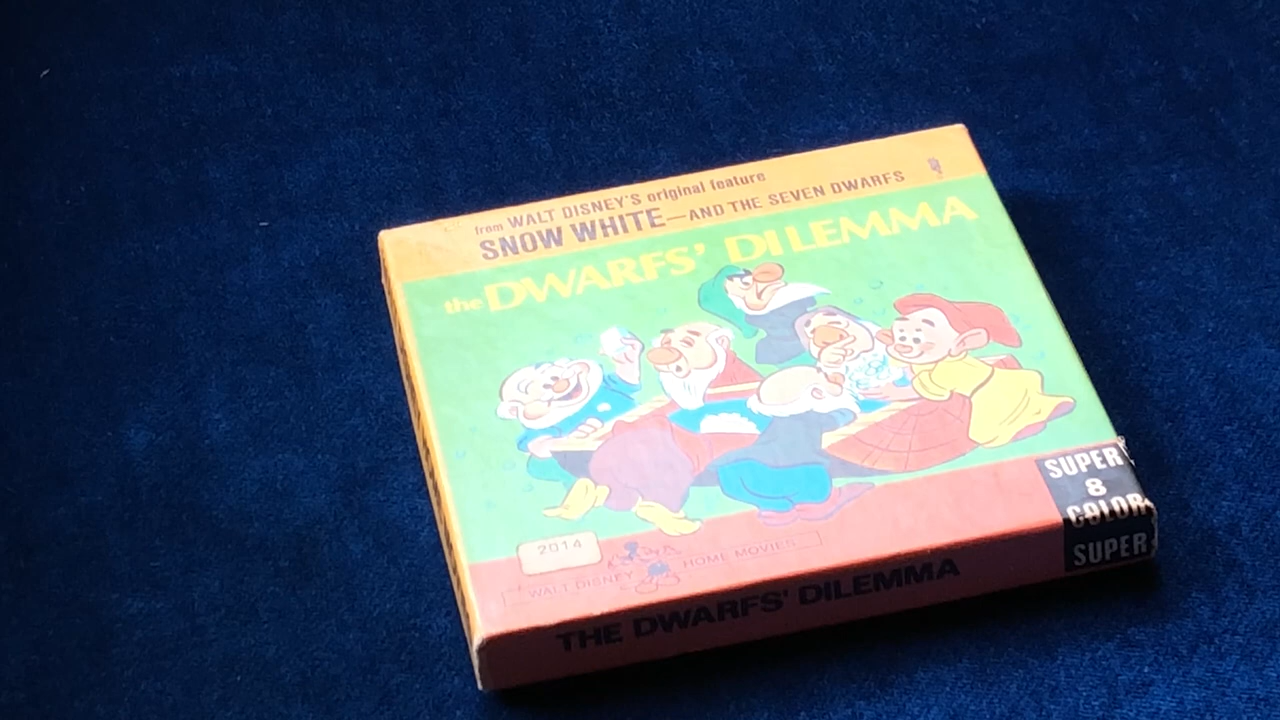 from WALT DISNEY'S original feature
SNOW WHITE—AND THE SEVEN DWARFS
the DWARFS' DILEMMA
SUPER
8
COLOR
2014
WALT DISNEY HOME MOVIES
THE DWARFS' DILEMMA
SUPER